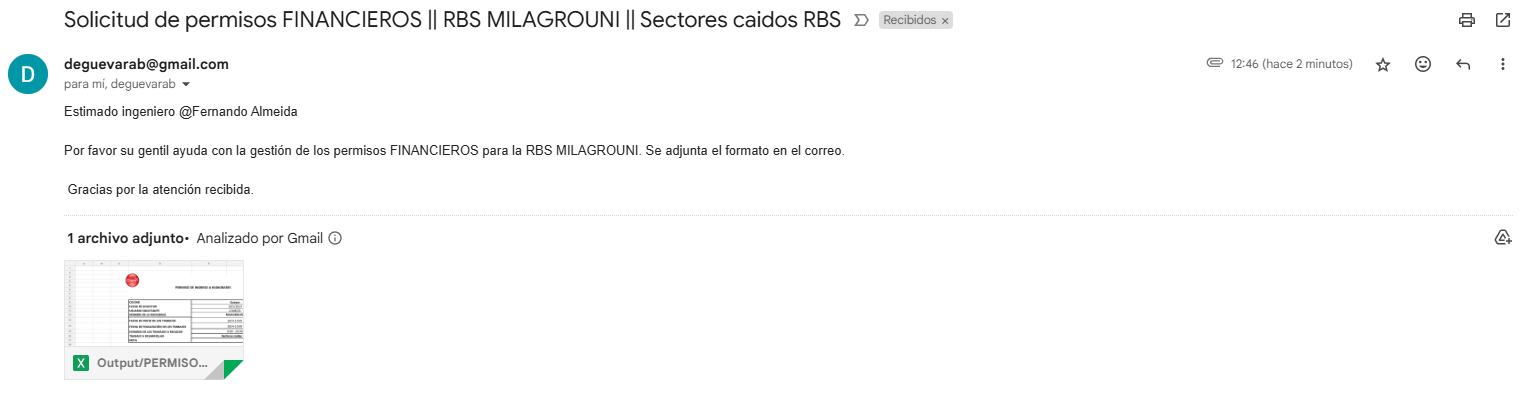 Solicitud de permisos FINANCIEROS || RBS MILAGROUNI || Sectores caidos RBS Recibidos ×
D
deguevarab@gmail.com 12:46 (hace 2 minutos)
para mí, deguevarab
Estimado ingeniero @Fernando Almeida
Por favor su gentil ayuda con la gestión de los permisos FINANCIEROS para la RBS MILAGROUNI. Se adjunta el formato en el correo.
Gracias por la atención recibida.
1 archivo adjunto • Analizado por Gmail
X Output/PERMISO...